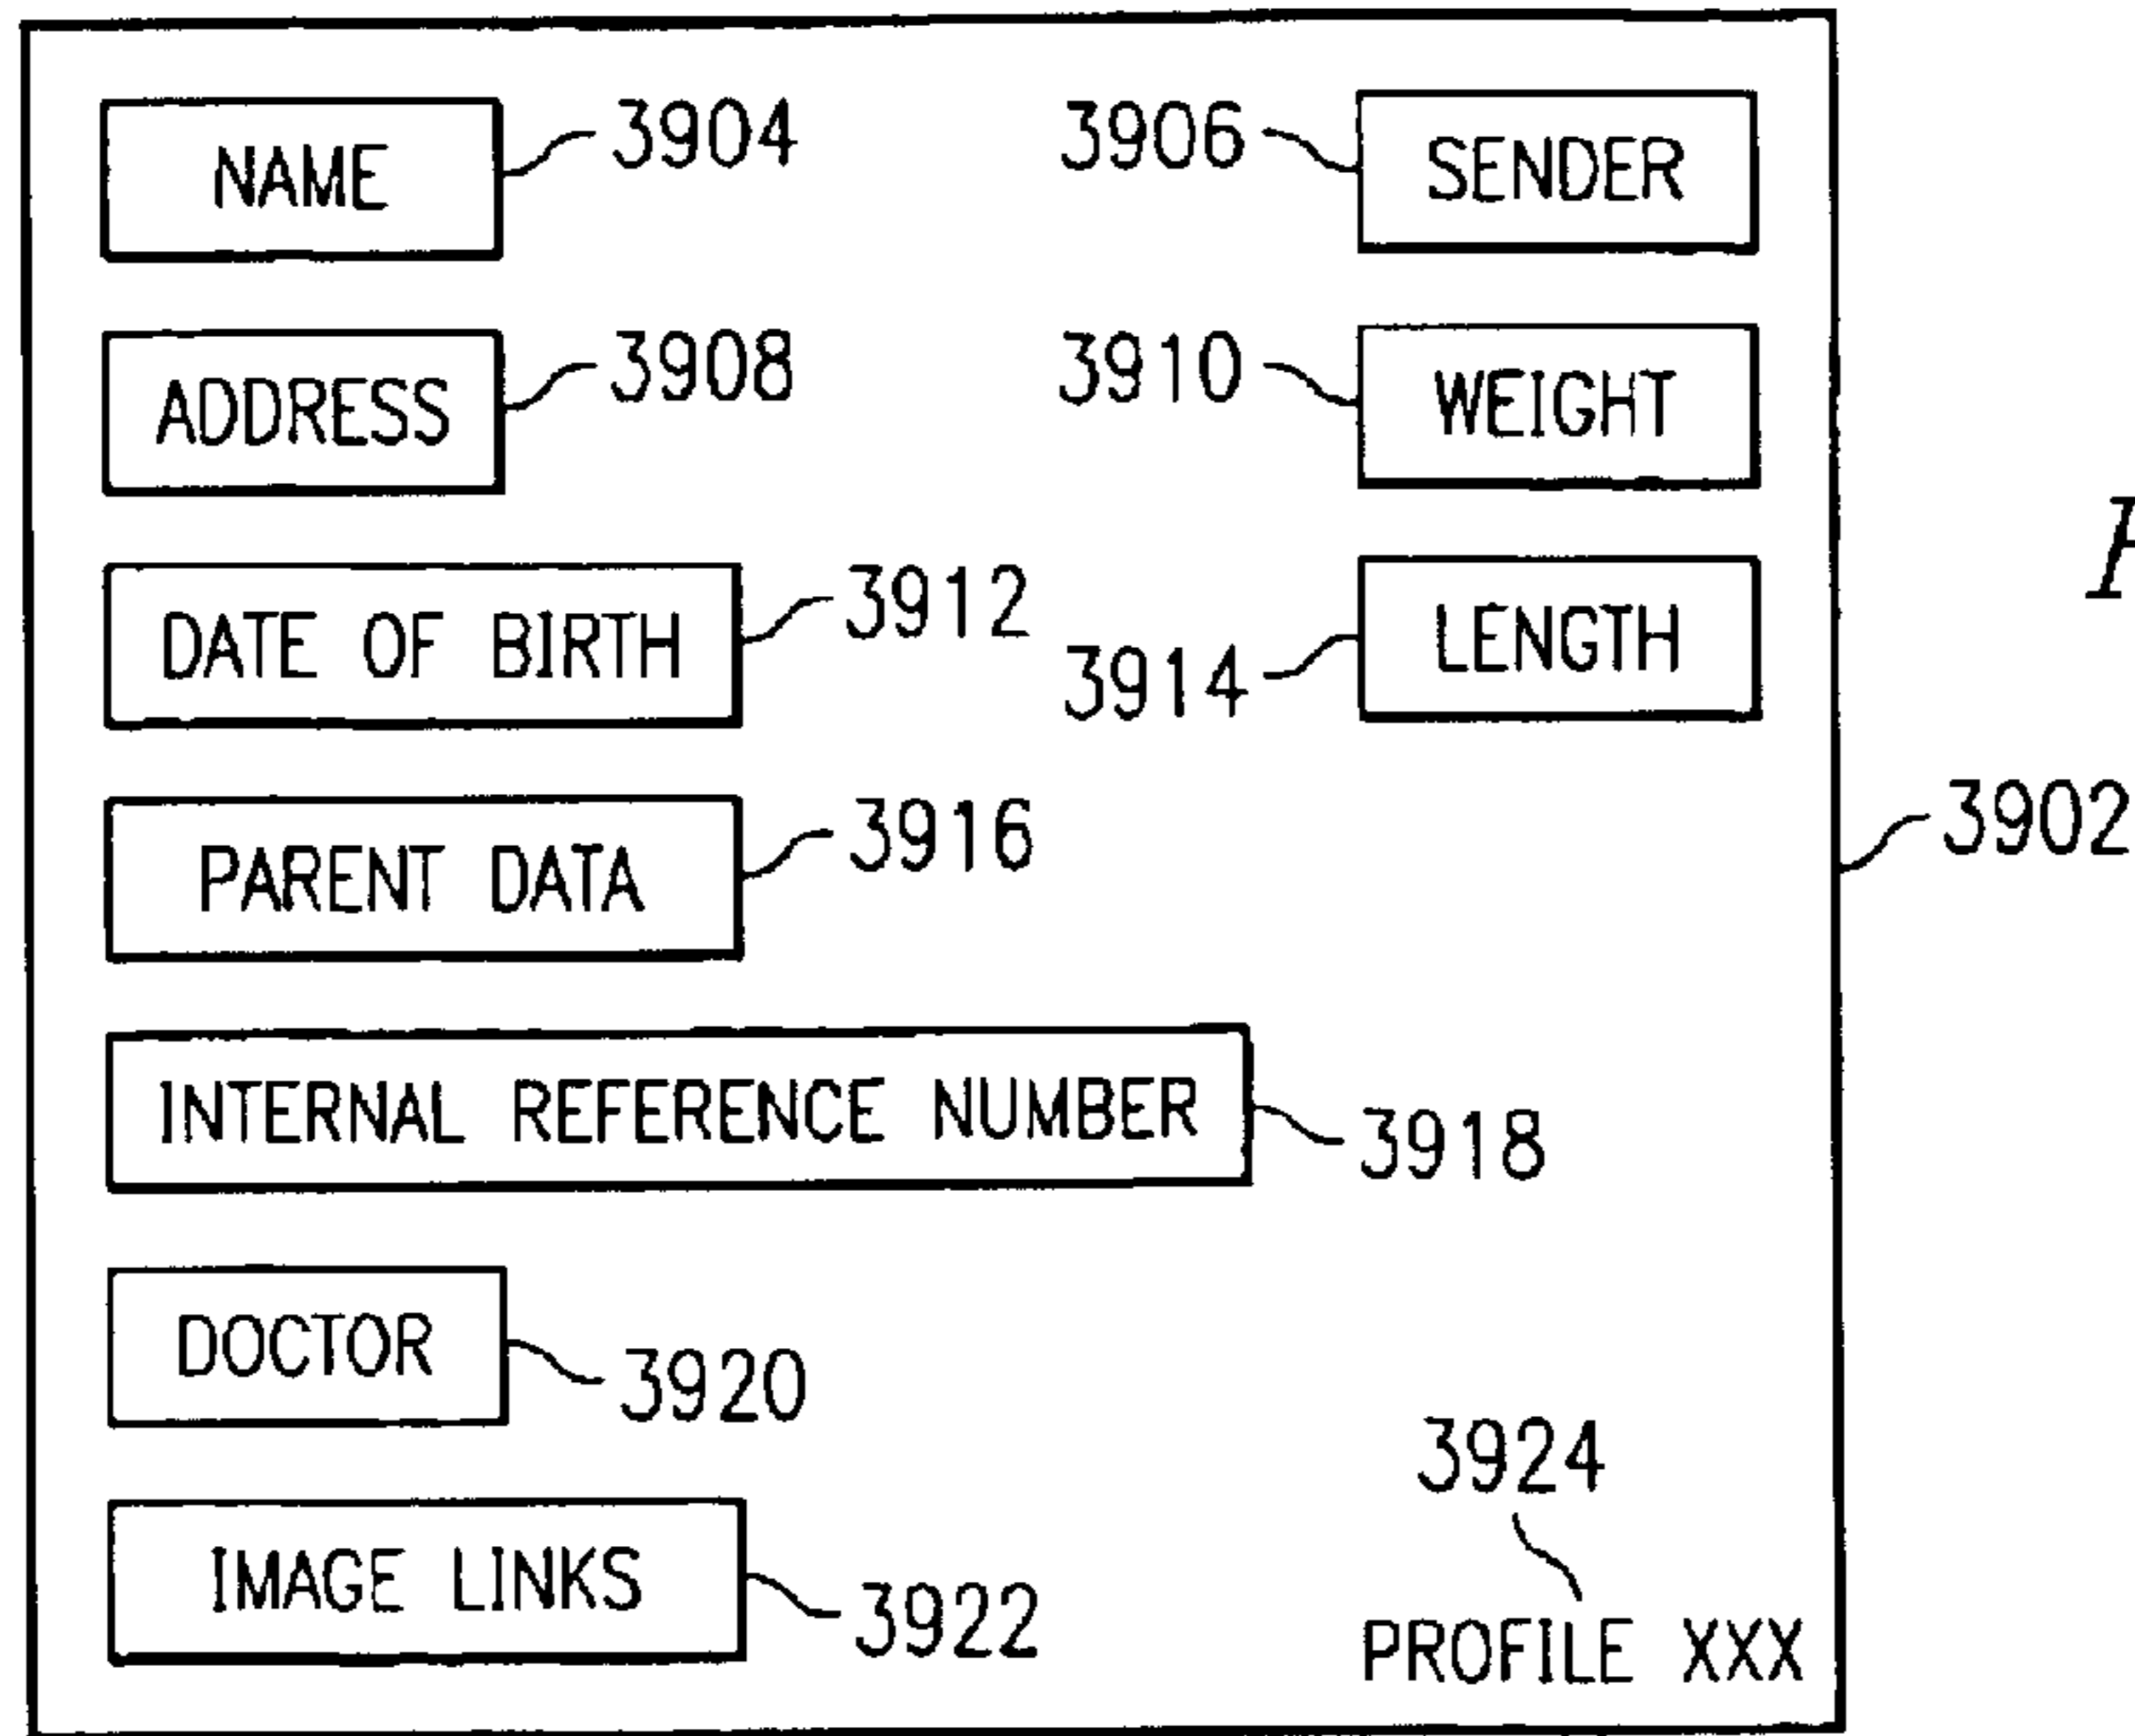 NAME 3904 3906 SENDER
ADDRESS 3908 3910 WEIGHT
DATE OF BIRTH 3912 3914 LENGTH
PARENT DATA 3916
3902
INTERNAL REFERENCE NUMBER 3918
DOCTOR 3920
3924
IMAGE LINKS 3922
PROFILE XXX